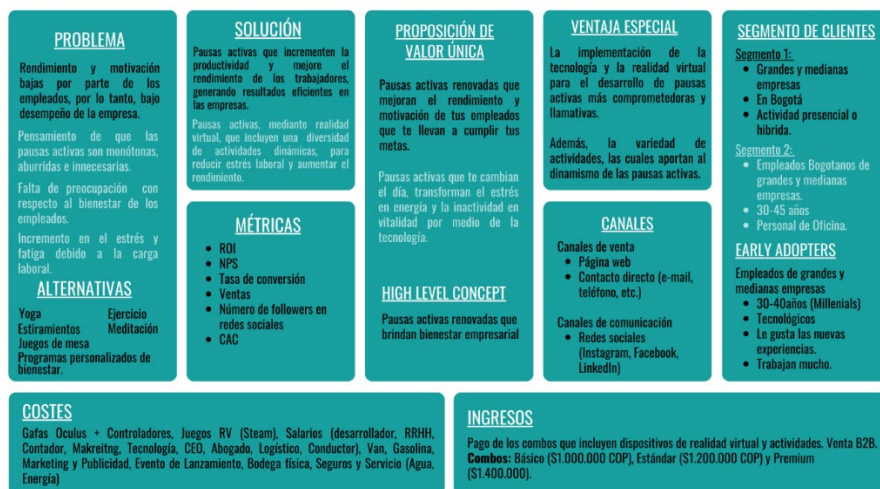 PROBLEMA
Rendimiento y motivación
bajas por parte de los
empleados, por lo tanto, bajo
desempeño de la empresa.
Pensamiento de que las
pausas activas son monótonas,
aburridas e innecesarias.
Falta de preocupación con
respecto al bienestar de los
empleados.
Incremento en el estrés y
fatiga debido a la carga
laboral.
ALTERNATIVAS
Yoga Ejercicio
Estiramientos Meditación
Juegos de mesa
Programas personalizados de
bienestar.
SOLUCIÓN
Pausas activas que incrementen la
productividad y mejore el
rendimiento de los trabajadores,
generando resultados eficientes en
las empresas.
Pausas activas, mediante realidad
virtual, que incluyen una diversidad
de actividades dinámicas, para
reducir estrés laboral y aumentar el
rendimiento.
MÉTRICAS
• ROI
• NPS
• Tasa de conversión
• Ventas
• Número de followers en
redes sociales
• CAC
PROPOSICIÓN
DE VALOR ÚNICA
Pausas activas renovadas que
mejoran el rendimiento y
motivación de tus empleados
que te llevan a cumplir tus
metas.
Pausas activas que te cambian
el día, transforman el estrés
en energía y la inactividad en
vitalidad por medio de la
tecnología.
HIGH LEVEL CONCEPT
Pausas activas renovadas que
brindan bienestar empresarial
VENTAJA ESPECIAL
La implementación de la
tecnología y la realidad virtual
para el desarrollo de pausas
activas más comprometedoras y
llamativas.
Además, la variedad de
actividades, las cuales aportan al
dinamismo de las pausas activas.
CANALES
Canales de venta
• Página web
• Contacto directo (e-mail,
teléfono, etc.)
Canales de comunicación
• Redes sociales
(Instagram, Facebook,
LinkedIn)
SEGMENTO DE CLIENTES
Segmento 1:
• Grandes y medianas
empresas
• En Bogotá
• Actividad presencial o
híbrida.
Segmento 2:
• Empleados Bogotanos de
grandes y medianas
empresas.
• 30-45 años
• Personal de Oficina.
EARLY ADOPTERS
Empleados de grandes y
medianas empresas
• 30-40años (Millenials)
• Tecnológicos
• Le gusta las nuevas
experiencias.
• Trabajan mucho.
COSTES
Gafas Oculus + Controladores, Juegos RV (Steam), Salarios (desarrollador, RRHH,
Contador, Makreitng, Tecnología, CEO, Abogado, Logístico, Conductor), Van, Gasolina,
Marketing y Publicidad, Evento de Lanzamiento, Bodega física, Seguros y Servicio (Agua,
Energía)
INGRESOS
Pago de los combos que incluyen dispositivos de realidad virtual y actividades. Venta B2B.
Combos: Básico ($1.000.000 COP), Estándar ($1.200.000 COP) y Premium
($1.400.000).